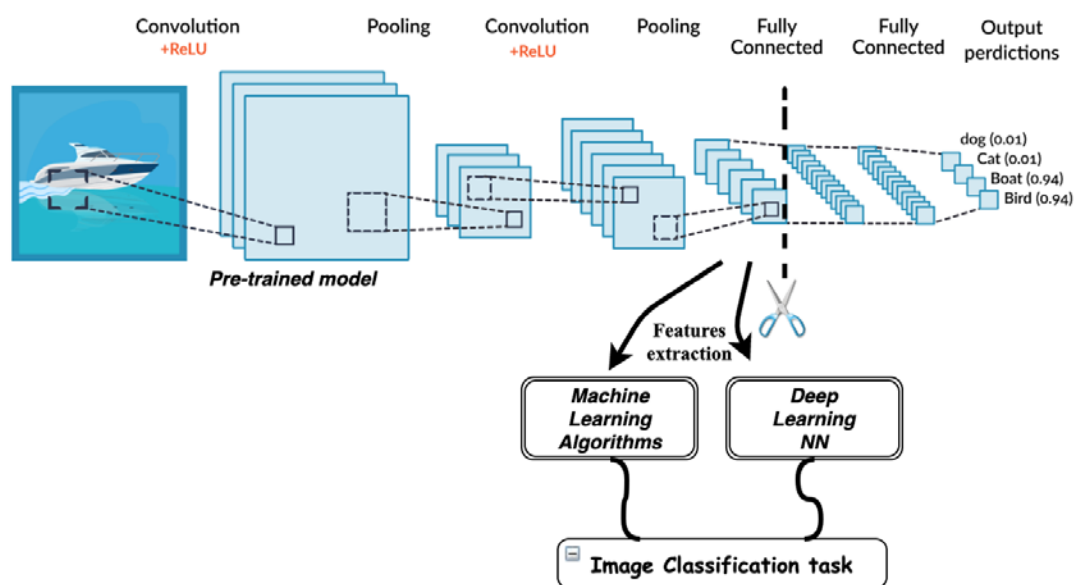 Convolution
+ReLU
Pooling
Convolution
+ReLU
Pooling
Fully
Connected
Fully
Connected
Output
perdictions
dog (0.01)
Cat (0.01)
Boat (0.94)
Bird (0.94)
Pre-trained model
Features
extraction
Machine
Learning
Algorithms
Deep
Learning
NN
Image Classification task